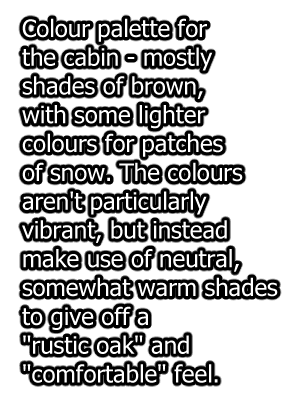 Colour palette for
the cabin - mostly
shades of brown,
with some lighter
colours for patches
of snow. The colours
aren't particularly
vibrant, but instead
make use of neutral,
somewhat warm shades
to give off a
"rustic oak" and
"comfortable" feel.